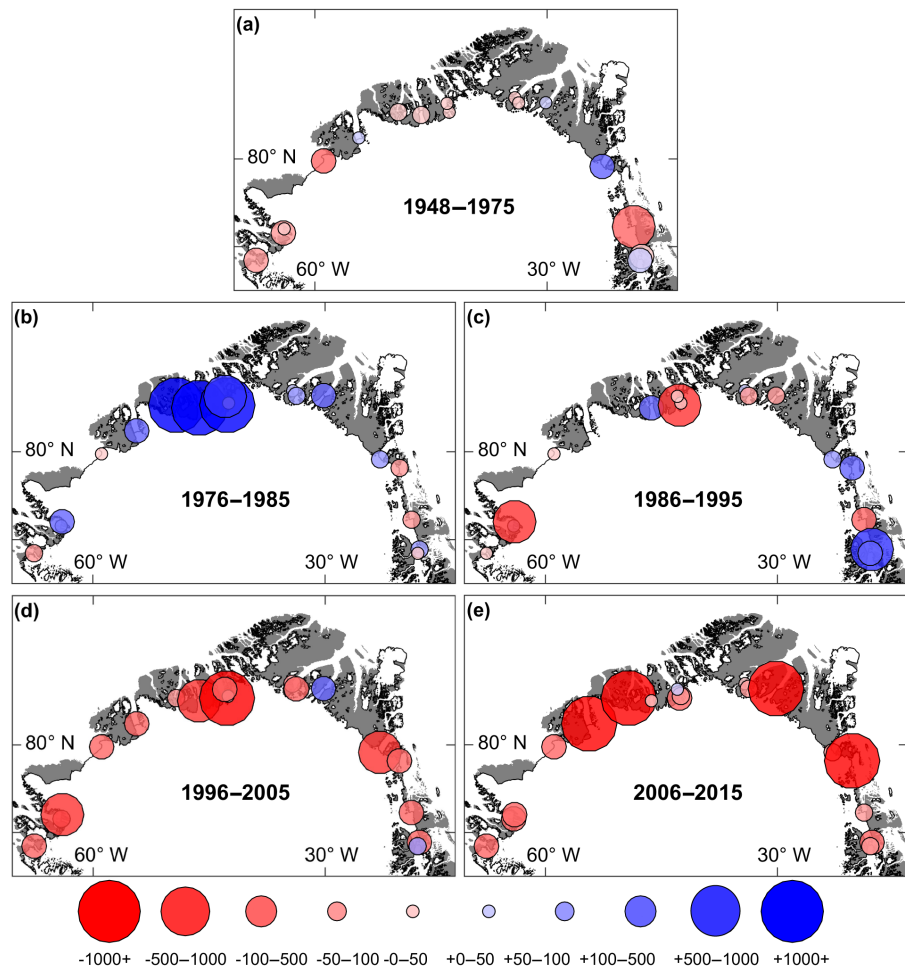 (a)
80° N
1948–1975
60° W 30° W
(b) (c)
80° N 80° N
1976–1985 1986–1995
60° W 30° W 60° W 30° W
(d) (e)
80° N 80° N
1996–2005 2006–2015
60° W 30° W 60° W 30° W
-1000+ -500–1000 -100–500 -50–100 -0–50 +0–50 +50–100 +100–500 +500–1000 +1000+